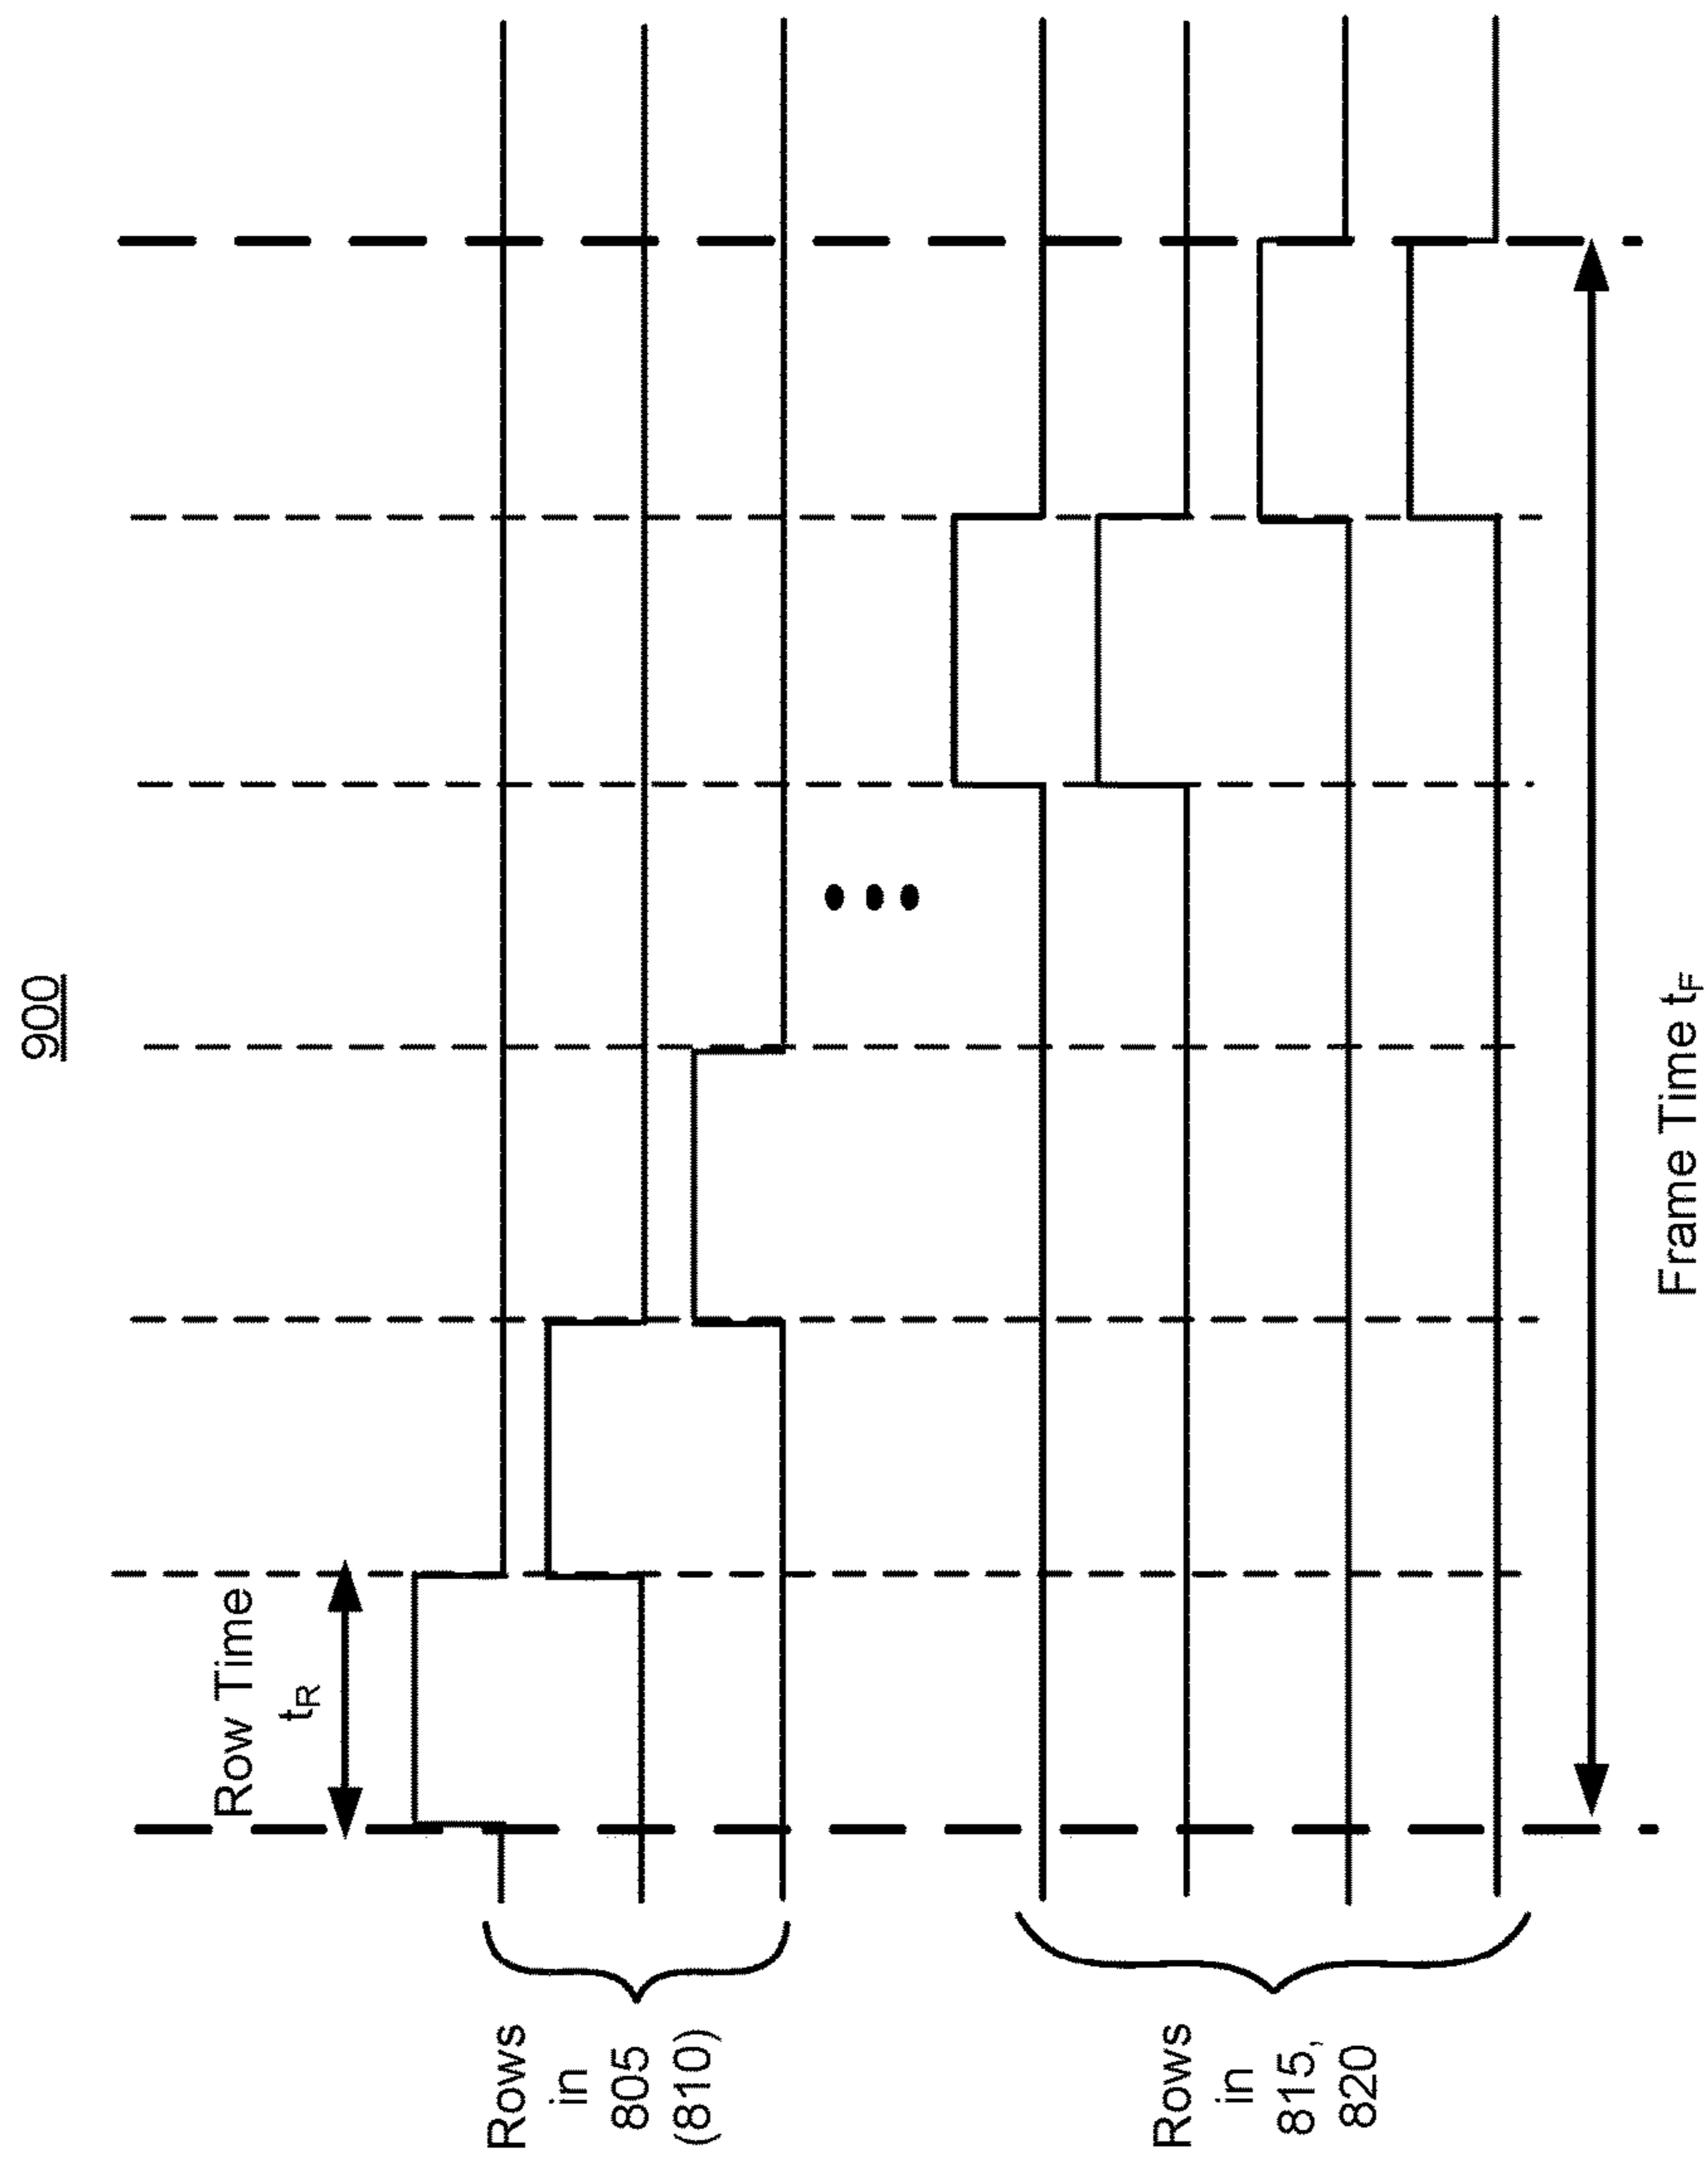 900
Row Time
tR
Rows
in
805
(810)
Rows
in
815,
820
Frame Time tF